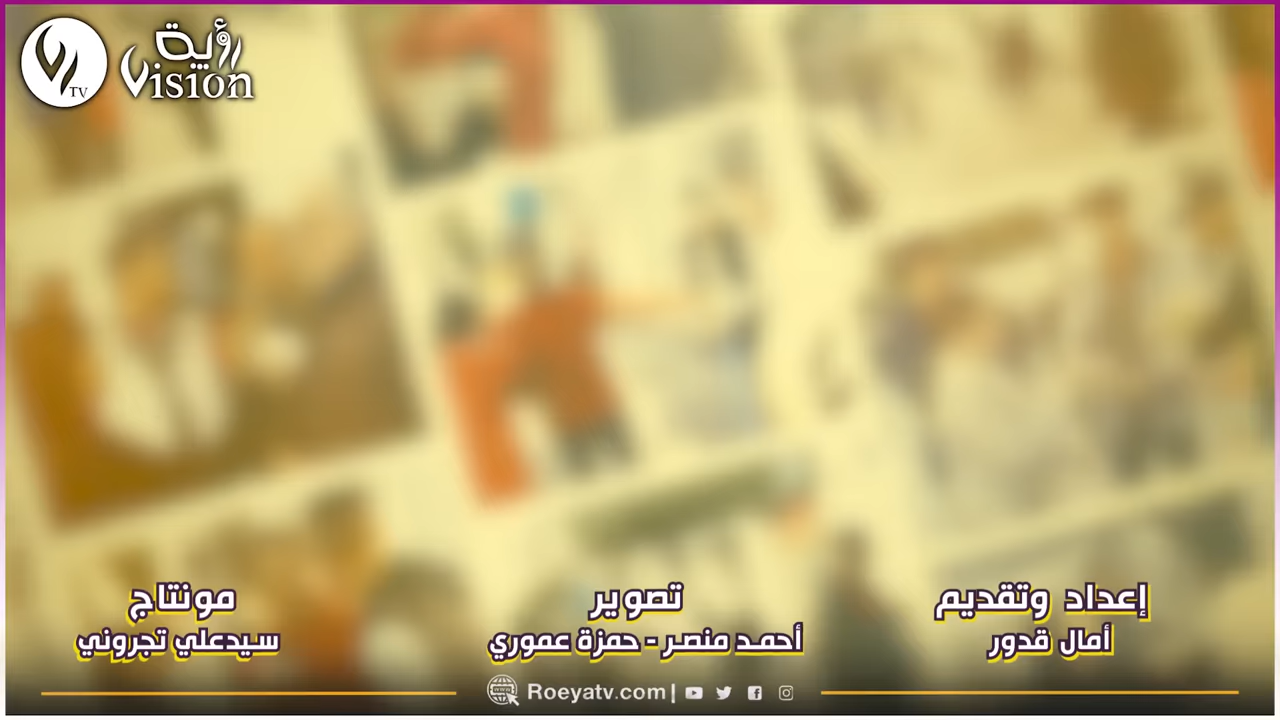 رؤية
Vision
TV
إعداد وتقديم
أمال قدور
تصوير
أحمد منصر - حمزة عموري
مونتاج
سيدعلي تجروني
Roeyatv.com |